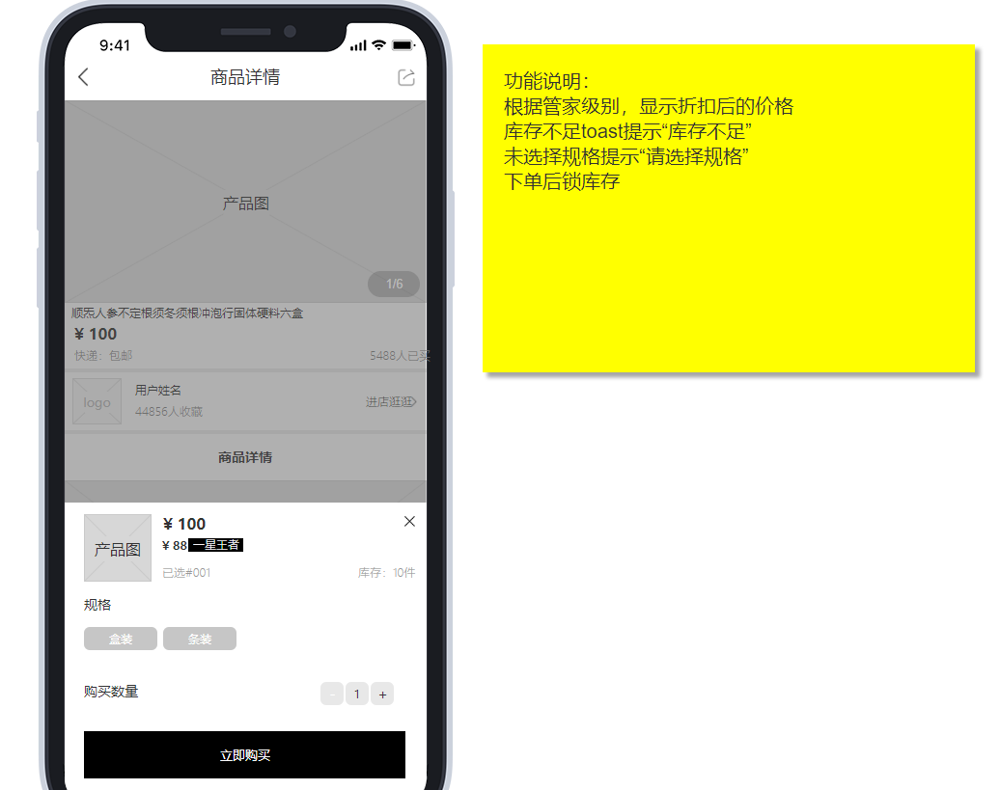 9:41
商品详情
产品图
1/6
顺炁人参不定根须冬须根冲泡行固体硬料六盒
¥ 100
快递：包邮
5488人已买
logo
用户姓名
44856人收藏
进店逛逛>
商品详情
产品图
¥ 100
¥ 88 一星王者
已选#001
库存：10件
规格
盒装
条装
购买数量
- 1 +
立即购买
功能说明：
根据管家级别，显示折扣后的价格
库存不足toast提示“库存不足”
未选择规格提示“请选择规格”
下单后锁库存